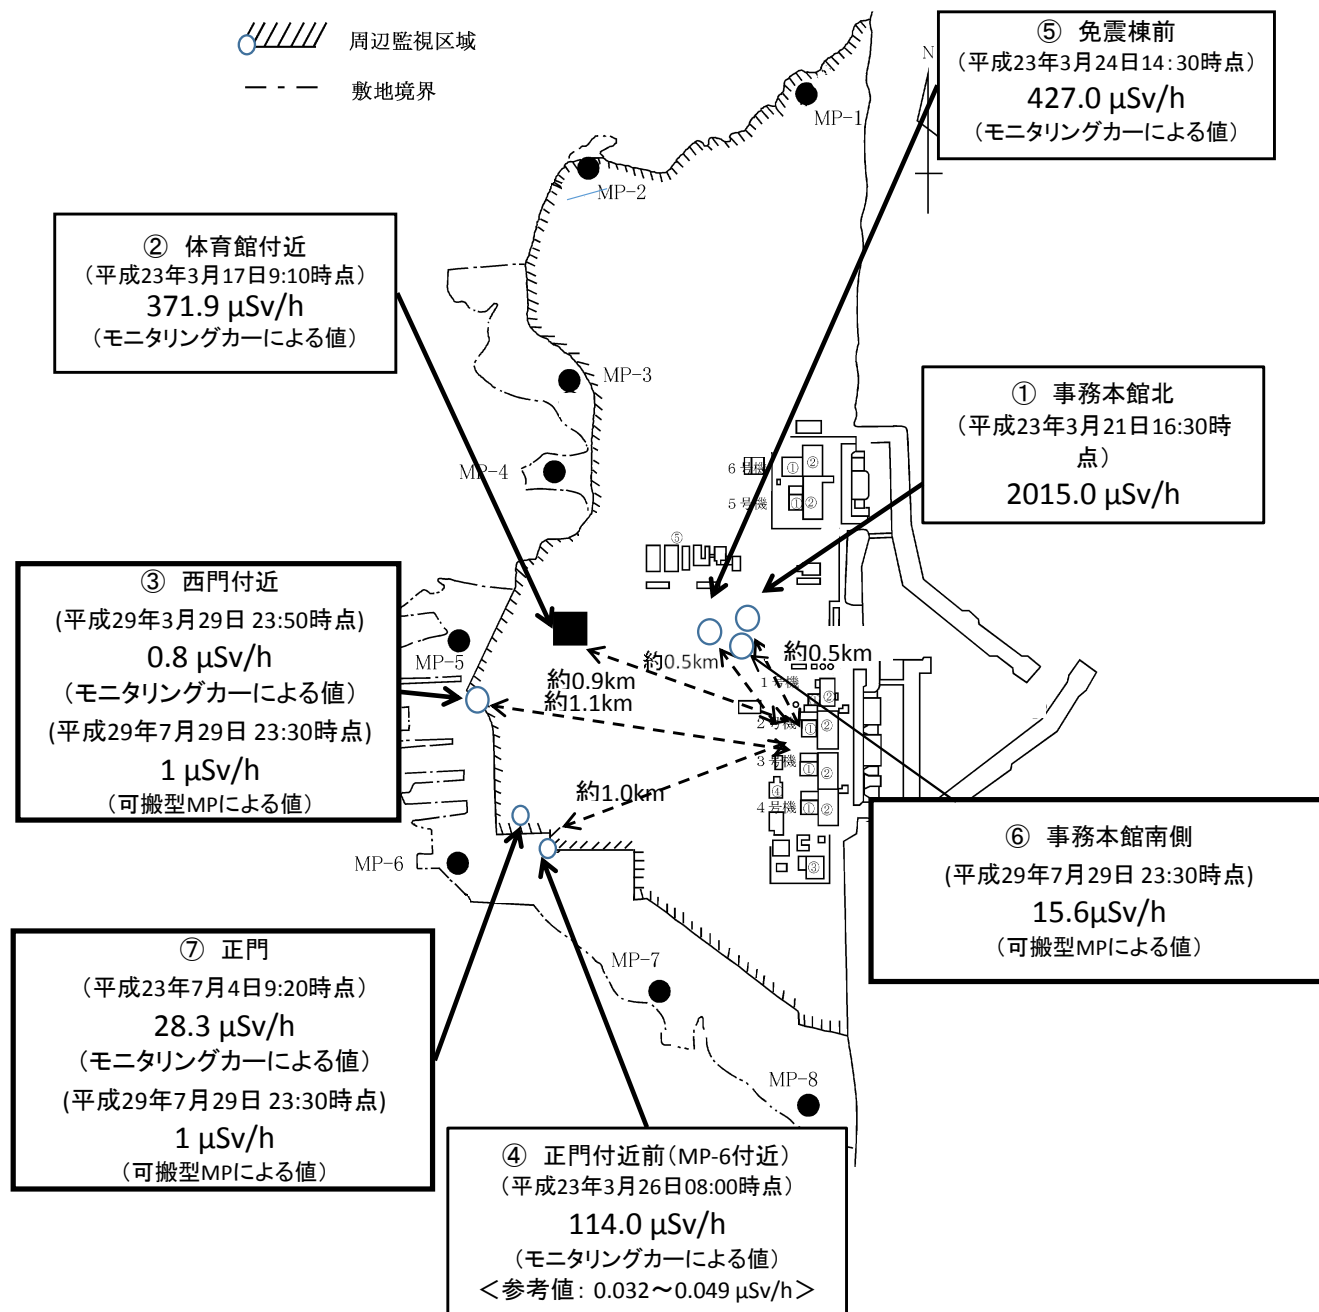 周辺監視区域
敷地境界
⑤ 免震棟前
(平成23年3月24日14:30時点)
427.0 μSv/h
(モニタリングカーによる値)
N
MP-1
MP-2
② 体育館付近
(平成23年3月17日9:10時点)
371.9 μSv/h
(モニタリングカーによる値)
MP-3
① 事務本館北
(平成23年3月21日16:30時
点)
2015.0 μSv/h
MP-4
6号機
① ②
5号機
① ②
⑤
③ 西門付近
(平成29年3月29日 23:50時点)
0.8 μSv/h
(モニタリングカーによる値)
(平成29年7月29日 23:30時点)
1 μSv/h
(可搬型MPによる値)
MP-5
約0.5km
約0.5km
約0.9km
約1.1km
1号機
②
2号機
① ②
3号機
① ②
④
4号機
① ②
③
約1.0km
MP-6
⑥ 事務本館南側
(平成29年7月29日 23:30時点)
15.6μSv/h
(可搬型MPによる値)
⑦ 正門
(平成23年7月4日9:20時点)
28.3 μSv/h
(モニタリングカーによる値)
(平成29年7月29日 23:30時点)
1 μSv/h
(可搬型MPによる値)
MP-7
MP-8
④ 正門付近前(MP-6付近)
(平成23年3月26日08:00時点)
114.0 μSv/h
(モニタリングカーによる値)
<参考値: 0.032~0.049 μSv/h>